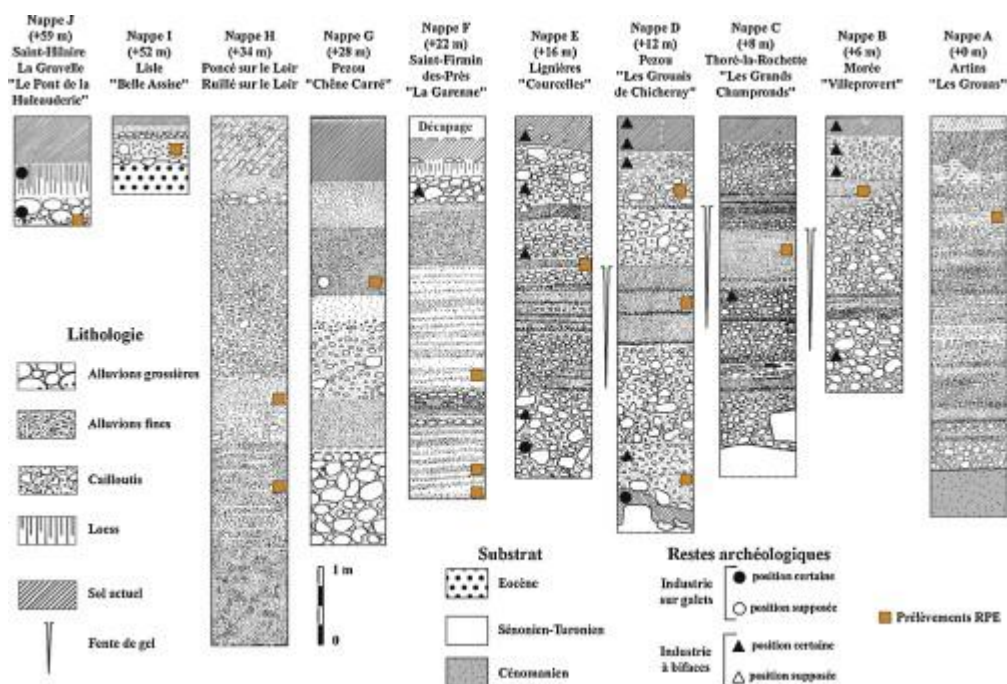 Nappe J
(+59 m)
Saint-Hilaire
La Gravelle
"Le Pont de la
Hulauderie"
Nappe I
(+52 m)
Lisle
"Belle Assise"
Nappe H
(+34 m)
Poncé sur le Loir
Ruillé sur le Loir
Nappe G
(+28 m)
Pezou
"Chêne Carré"
Nappe F
(+22 m)
Saint-Firmin
des-Près
"La Garenne"
Nappe E
(+16 m)
Lignières
"Courcelles"
Nappe D
(+12 m)
Pezou
"Les Grouais
de Chicheray"
Nappe C
(+8 m)
Thoré-la-Rochette
"Les Grands
Champronds"
Nappe B
(+6 m)
Morée
"Villeprovert"
Nappe A
(+0 m)
Artins
"Les Grouas"
Décapage
Lithologie
Alluvions grossières
Alluvions fines
Cailloutis
Loess
Sol actuel
Fente de gel
1 m
0
Substrat
Eocène
Sénonien-Turonien
Cénomanien
Restes archéologiques
Industrie
sur galets
position certaine
position supposée
Industrie
à bifaces
position certaine
position supposée
Prélèvements RPE